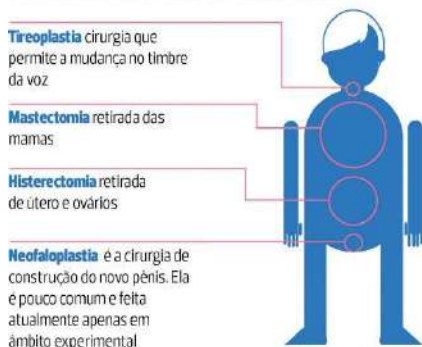 Tireoplastia cirurgia que
permite a mudança no timbre
da voz
Mastectomia retirada das
mamas
Histerectomia retirada
de útero e ovários
Neofaloplastia é a cirurgia de
construção do novo pênis. Ela
é pouco comum e feita
atualmente apenas em
âmbito experimental